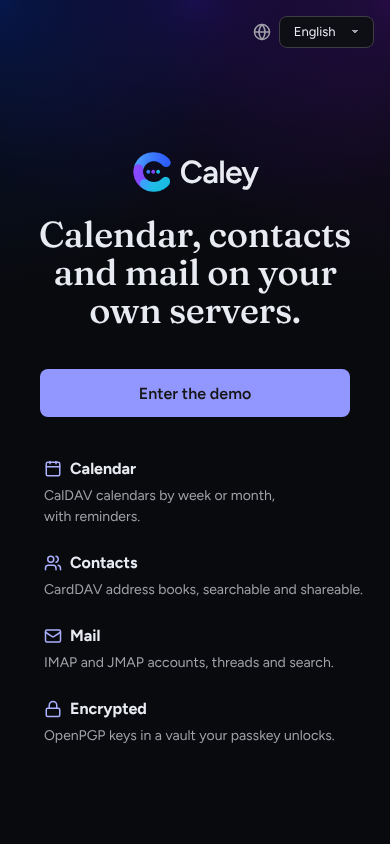 English
Caley
Calendar, contacts
and mail on your
own servers.
Enter the demo
Calendar
CalDAV calendars by week or month,
with reminders.
Contacts
CardDAV address books, searchable and shareable.
Mail
IMAP and JMAP accounts, threads and search.
Encrypted
OpenPGP keys in a vault your passkey unlocks.